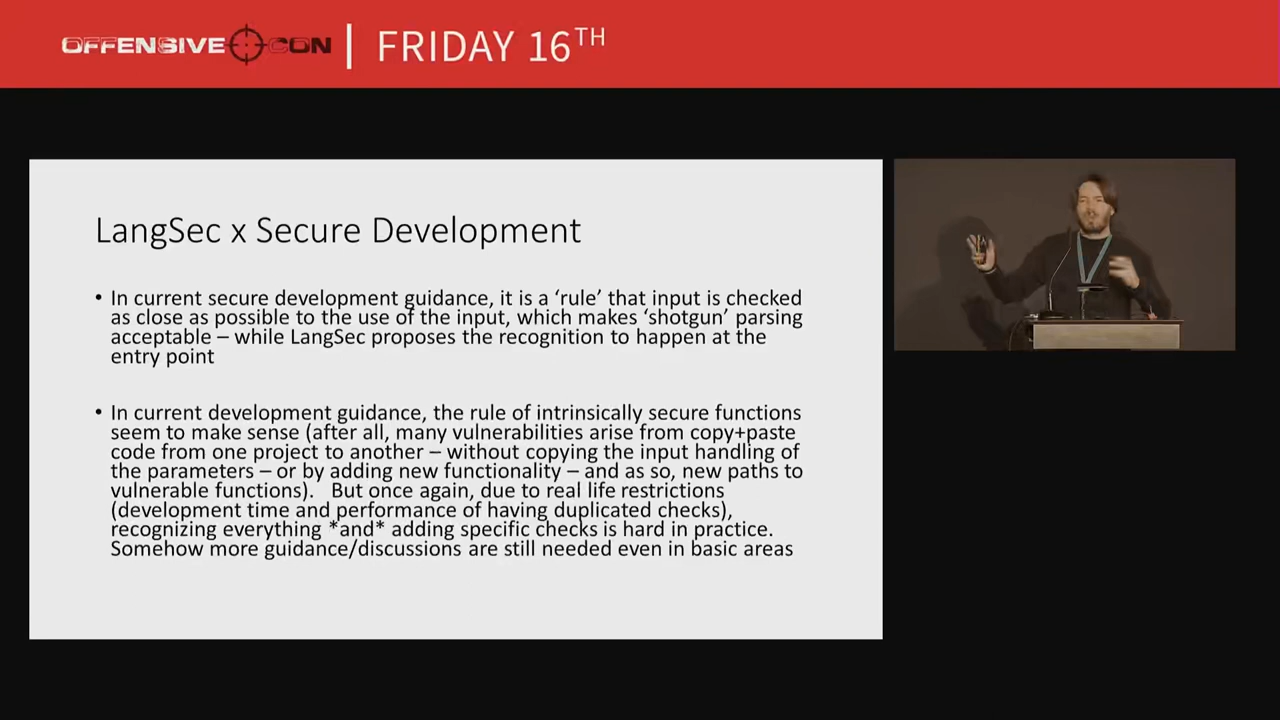 OFFENSIVE CON | FRIDAY 16TH
LangSec x Secure Development
• In current secure development guidance, it is a ‘rule’ that input is checked
as close as possible to the use of the input, which makes ‘shotgun’ parsing
acceptable – while LangSec proposes the recognition to happen at the
entry point
• In current development guidance, the rule of intrinsically secure functions
seem to make sense (after all, many vulnerabilities arise from copy+paste
code from one project to another – without copying the input handling of
the parameters – or by adding new functionality – and as so, new paths to
vulnerable functions). But once again, due to real life restrictions
(development time and performance of having duplicated checks),
recognizing everything *and* adding specific checks is hard in practice.
Somehow more guidance/discussions are still needed even in basic areas